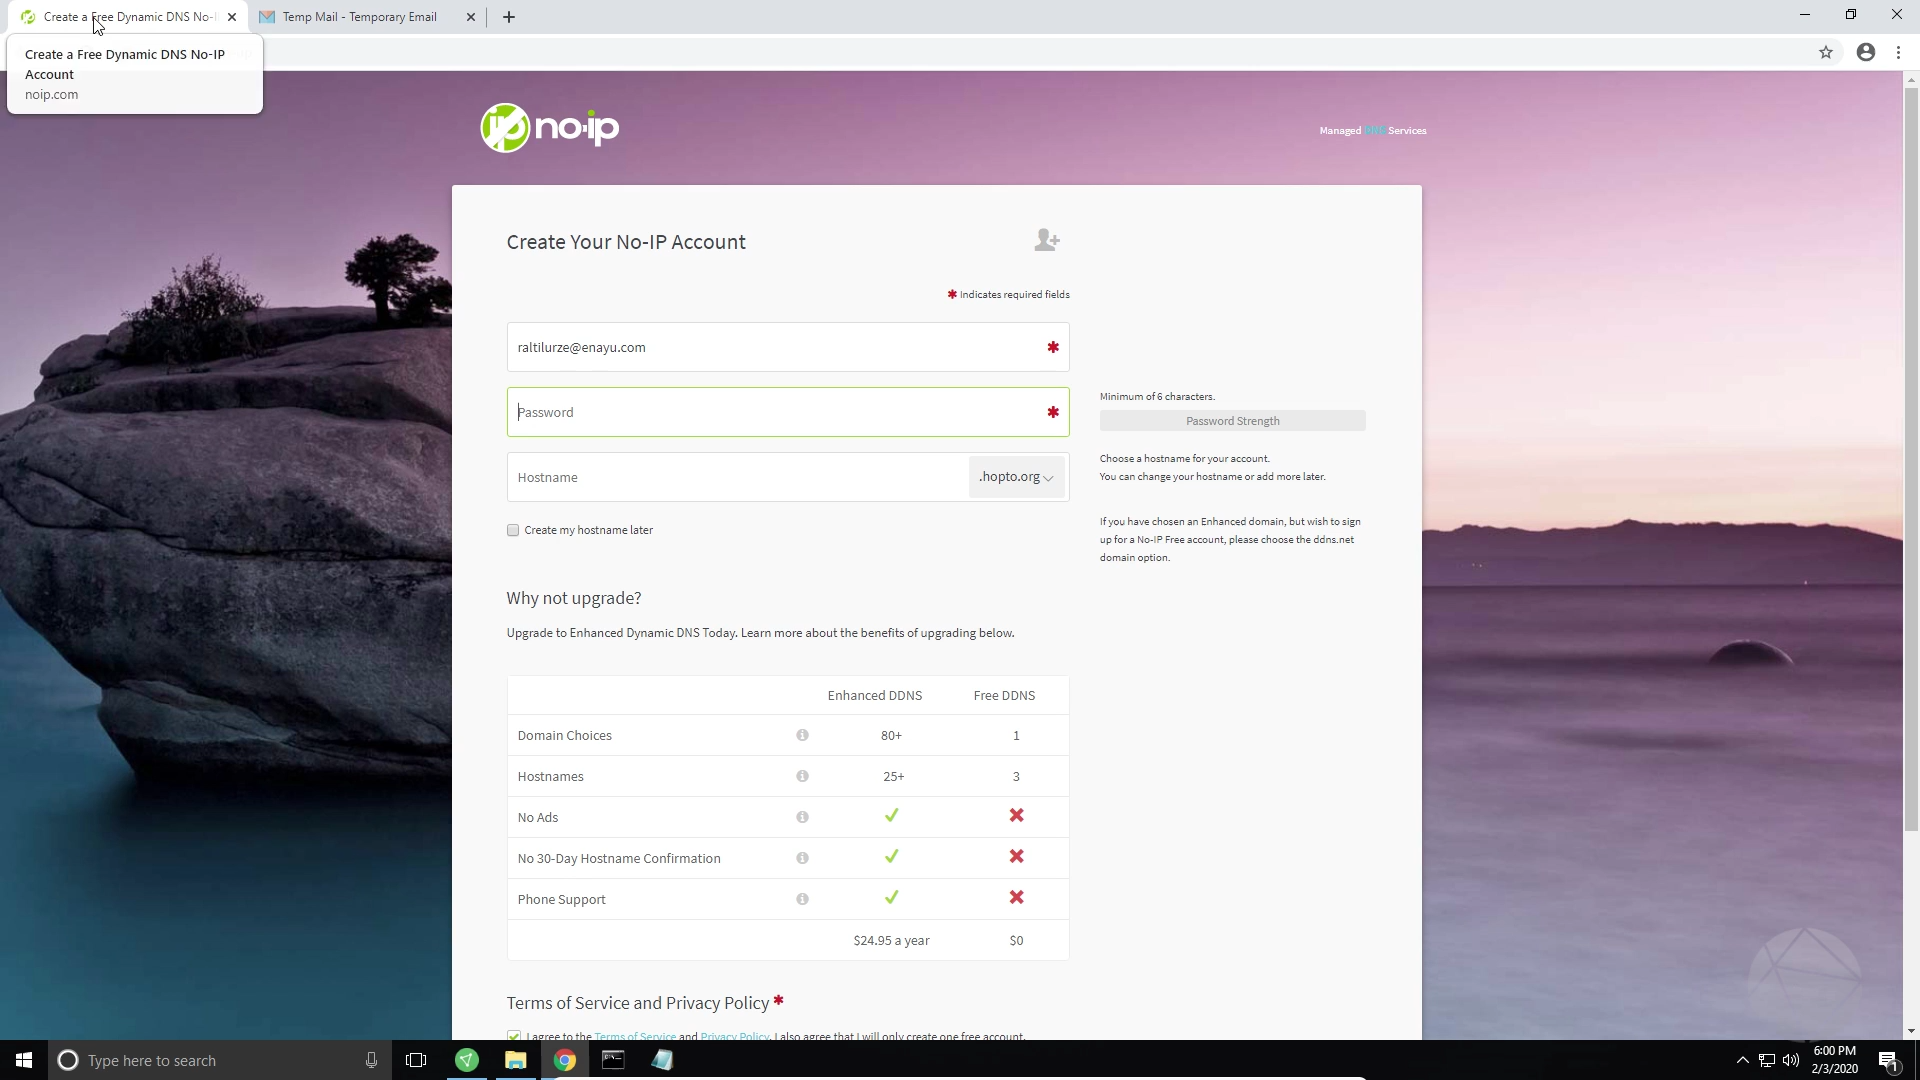 Create a Free Dynamic DNS No-I
Temp Mail - Temporary Email
Create a Free Dynamic DNS No-IP
Account
noip.com
no-ip
Managed DNS Services
Create Your No-IP Account
* Indicates required fields
raltilurze@enayu.com *
Password *
Minimum of 6 characters.
Password Strength
Hostname .hopto.org
Choose a hostname for your account.
You can change your hostname or add more later.
Create my hostname later
If you have chosen an Enhanced domain, but wish to sign
up for a No-IP Free account, please choose the ddns.net
domain option.
Why not upgrade?
Upgrade to Enhanced Dynamic DNS Today. Learn more about the benefits of upgrading below.
Enhanced DDNS Free DDNS
Domain Choices 80+ 1
Hostnames 25+ 3
No Ads
No 30-Day Hostname Confirmation
Phone Support
$24.95 a year $0
Terms of Service and Privacy Policy *
I agree to the Terms of Service and Privacy Policy. I also agree that I will only create one free account.
Type here to search
6:00 PM
2/3/2020
1